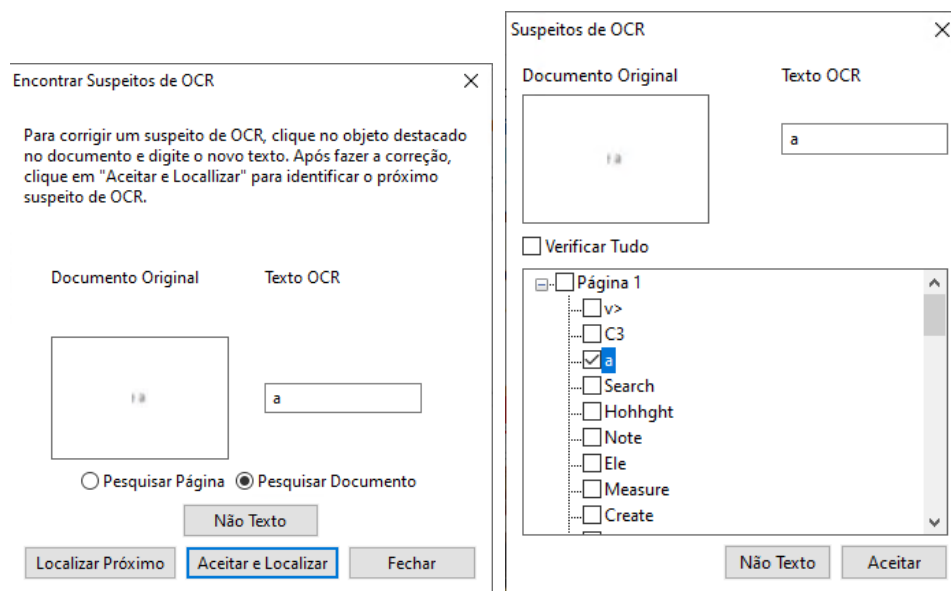 Encontrar Suspeitos de OCR
Para corrigir um suspeito de OCR, clique no objeto destacado
no documento e digite o novo texto. Após fazer a correção,
clique em "Aceitar e Locallizar" para identificar o próximo
suspeito de OCR.
Documento Original Texto OCR
a
a
Pesquisar Página Pesquisar Documento
Não Texto
Localizar Próximo Aceitar e Localizar Fechar
Suspeitos de OCR
Documento Original Texto OCR
a
a
Verificar Tudo
Página 1
v>
C3
a
Search
Hohhght
Note
Ele
Measure
Create
Não Texto Aceitar